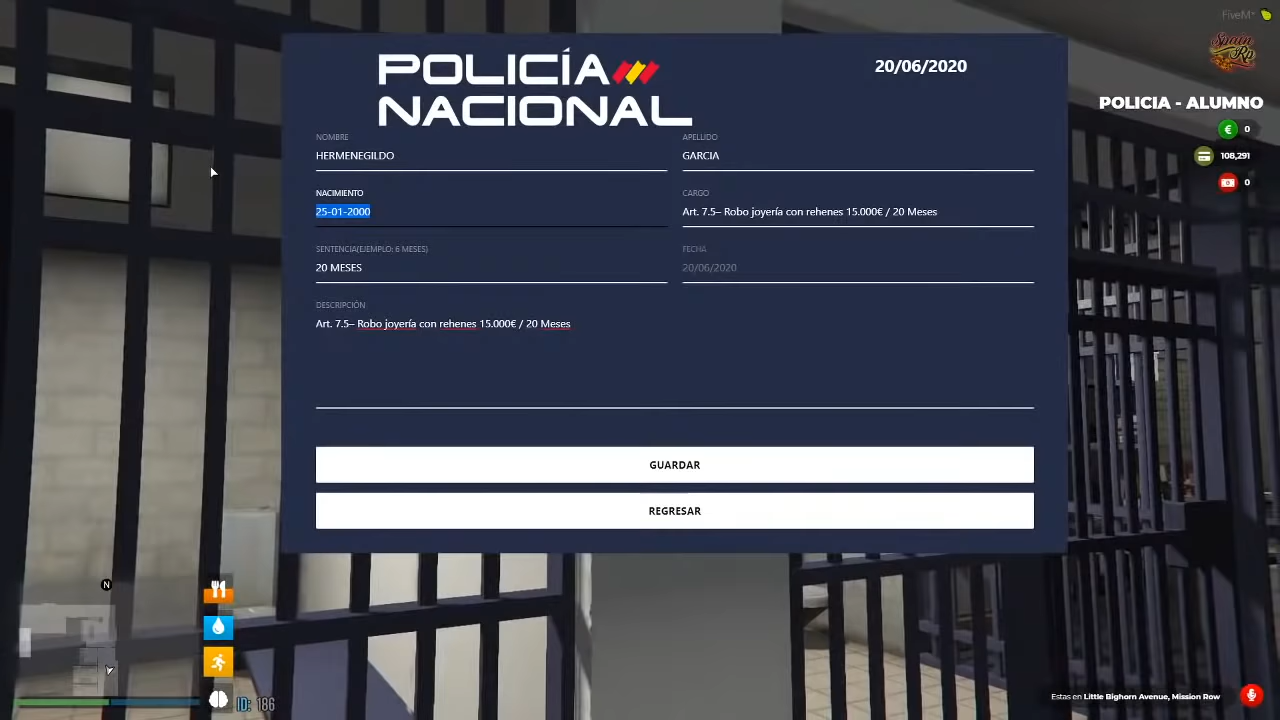 FiveM®
Spain
Rp
POLICÍA
NACIONAL
20/06/2020
POLICIA - ALUMNO
0
108,291
0
NOMBRE
HERMENEGILDO
APELLIDO
GARCIA
NACIMIENTO
25-01-2000
CARGO
Art. 7.5– Robo joyería con rehenes 15.000€ / 20 Meses
SENTENCIA(EJEMPLO: 6 MESES)
20 MESES
FECHA
20/06/2020
DESCRIPCIÓN
Art. 7.5– Robo joyería con rehenes 15.000€ / 20 Meses
GUARDAR
REGRESAR
N
ID: 186
Estas en Little Bighorn Avenue, Mission Row